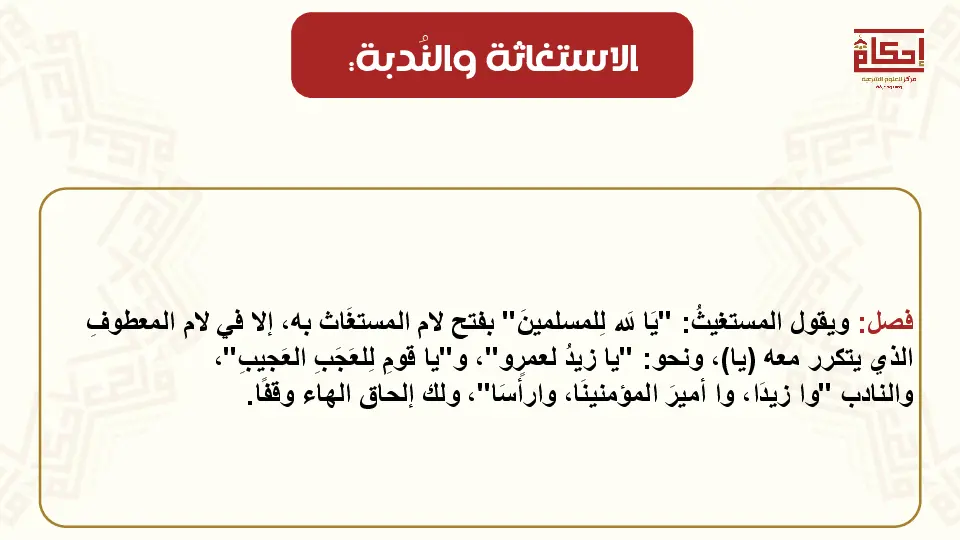 الاستغاثة والنُدبة:
إحكام
مركز للعلوم الشرعية
فصل: ويقول المستغيثُ: "يَا لَلهِ لِلمسلمينَ" بفتح لام المستغَاث به، إلا في لام المعطوفِ
الذي يتكرر معه (يا)، ونحو: "يا زيدُ لعمرٍو"، و"يا قومِ لِلعَجَبِ العَجيبِ"،
والنادب "وا زيدَا، وا أميرَ المؤمنينَا، وارأسَا"، ولك إلحاق الهاء وقفًا.